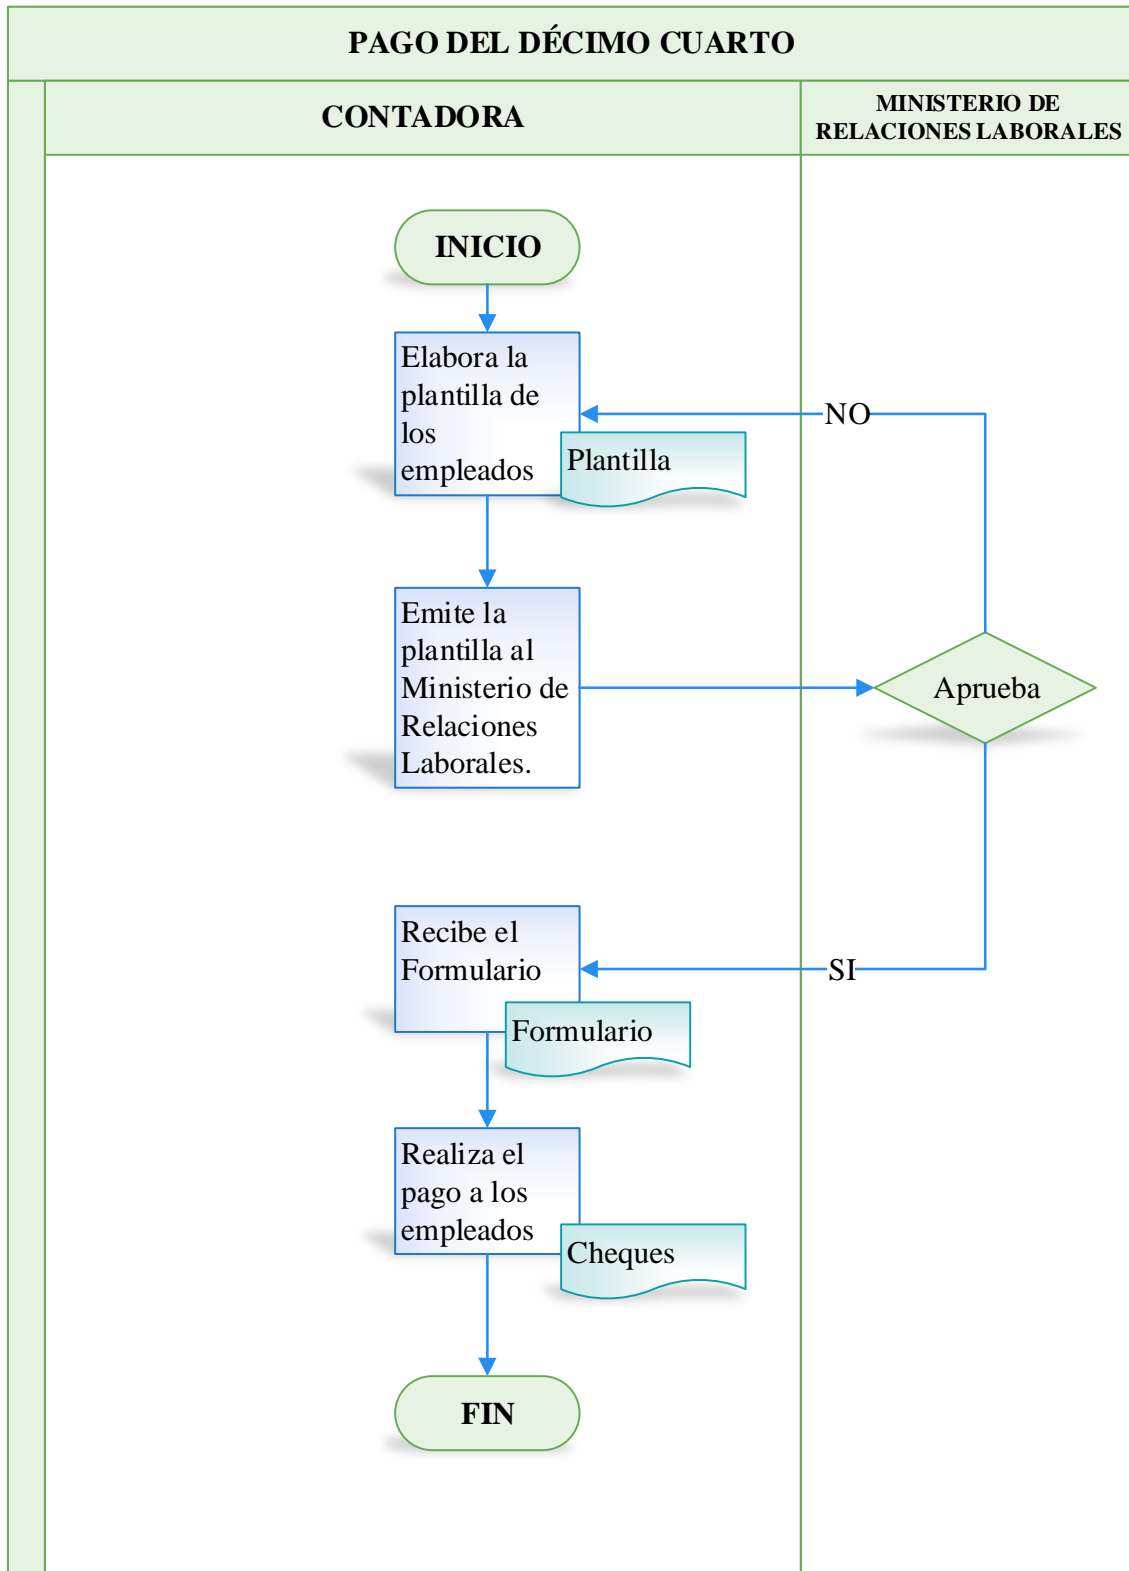 PAGO DEL DÉCIMO CUARTO
CONTADORA
MINISTERIO DE
RELACIONES LABORALES
INICIO
Elabora la
plantilla de
los
empleados
Plantilla
NO
Emite la
plantilla al
Ministerio de
Relaciones
Laborales.
Aprueba
Recibe el
Formulario
SI
Formulario
Realiza el
pago a los
empleados
Cheques
FIN